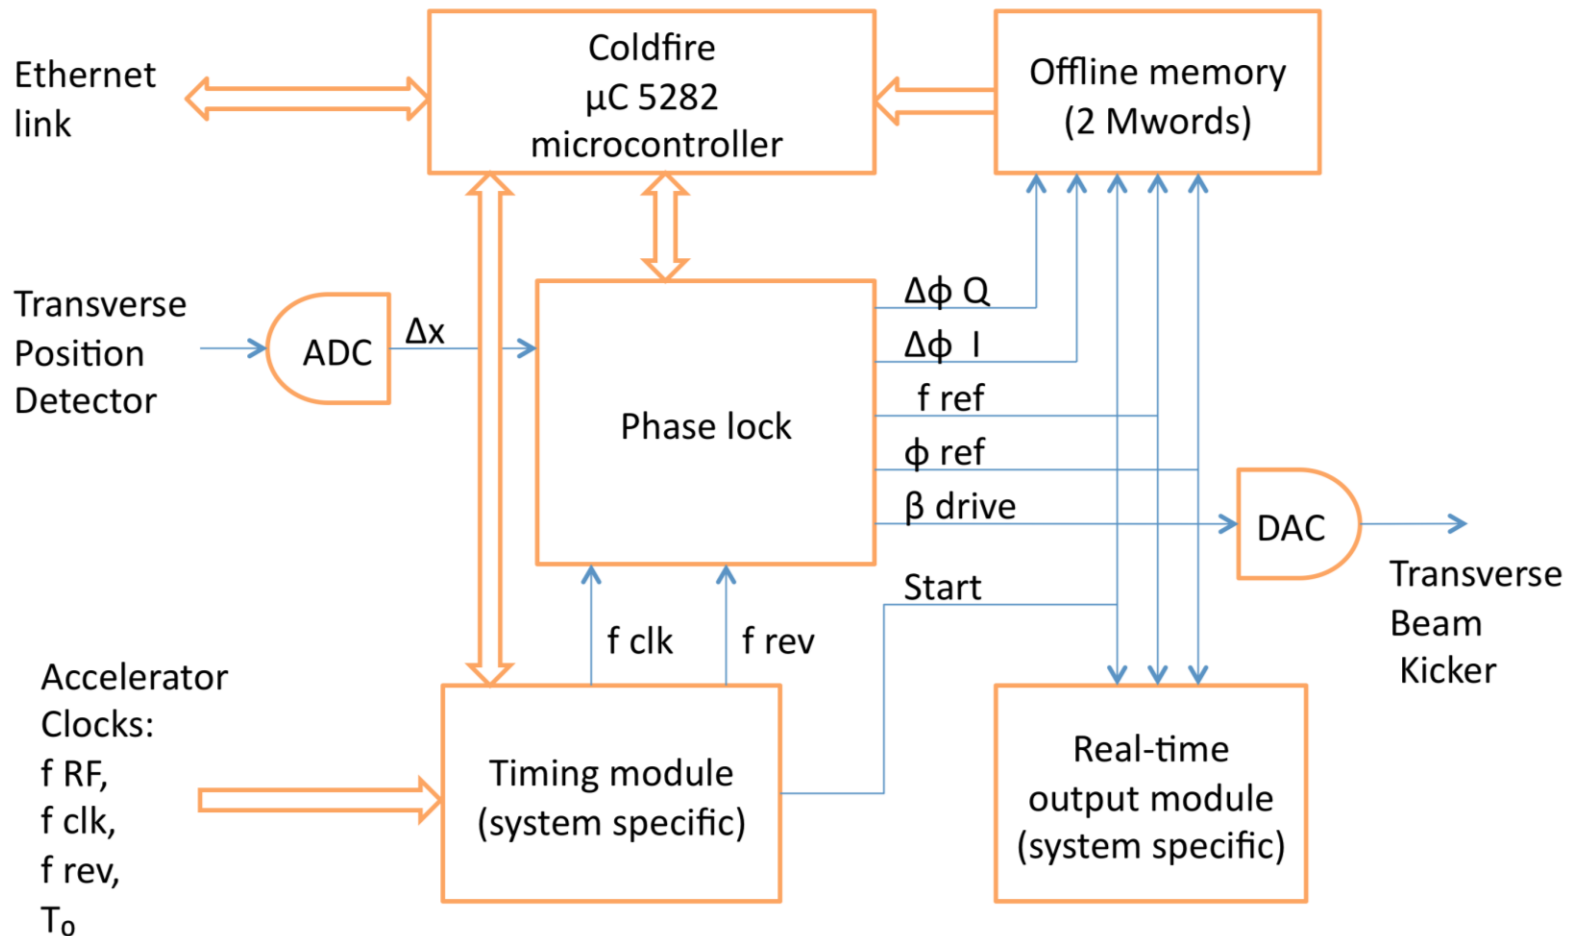 Ethernet
link
Coldfire
μC 5282
microcontroller
Offline memory
(2 Mwords)
Transverse
Position
Detector
ADC
Δx
Phase lock
Δϕ Q
Δϕ I
f ref
ϕ ref
β drive
Start
DAC
Transverse
Beam
Kicker
f clk
f rev
Accelerator
Clocks:
f RF,
f clk,
f rev,
T₀
Timing module
(system specific)
Real-time
output module
(system specific)